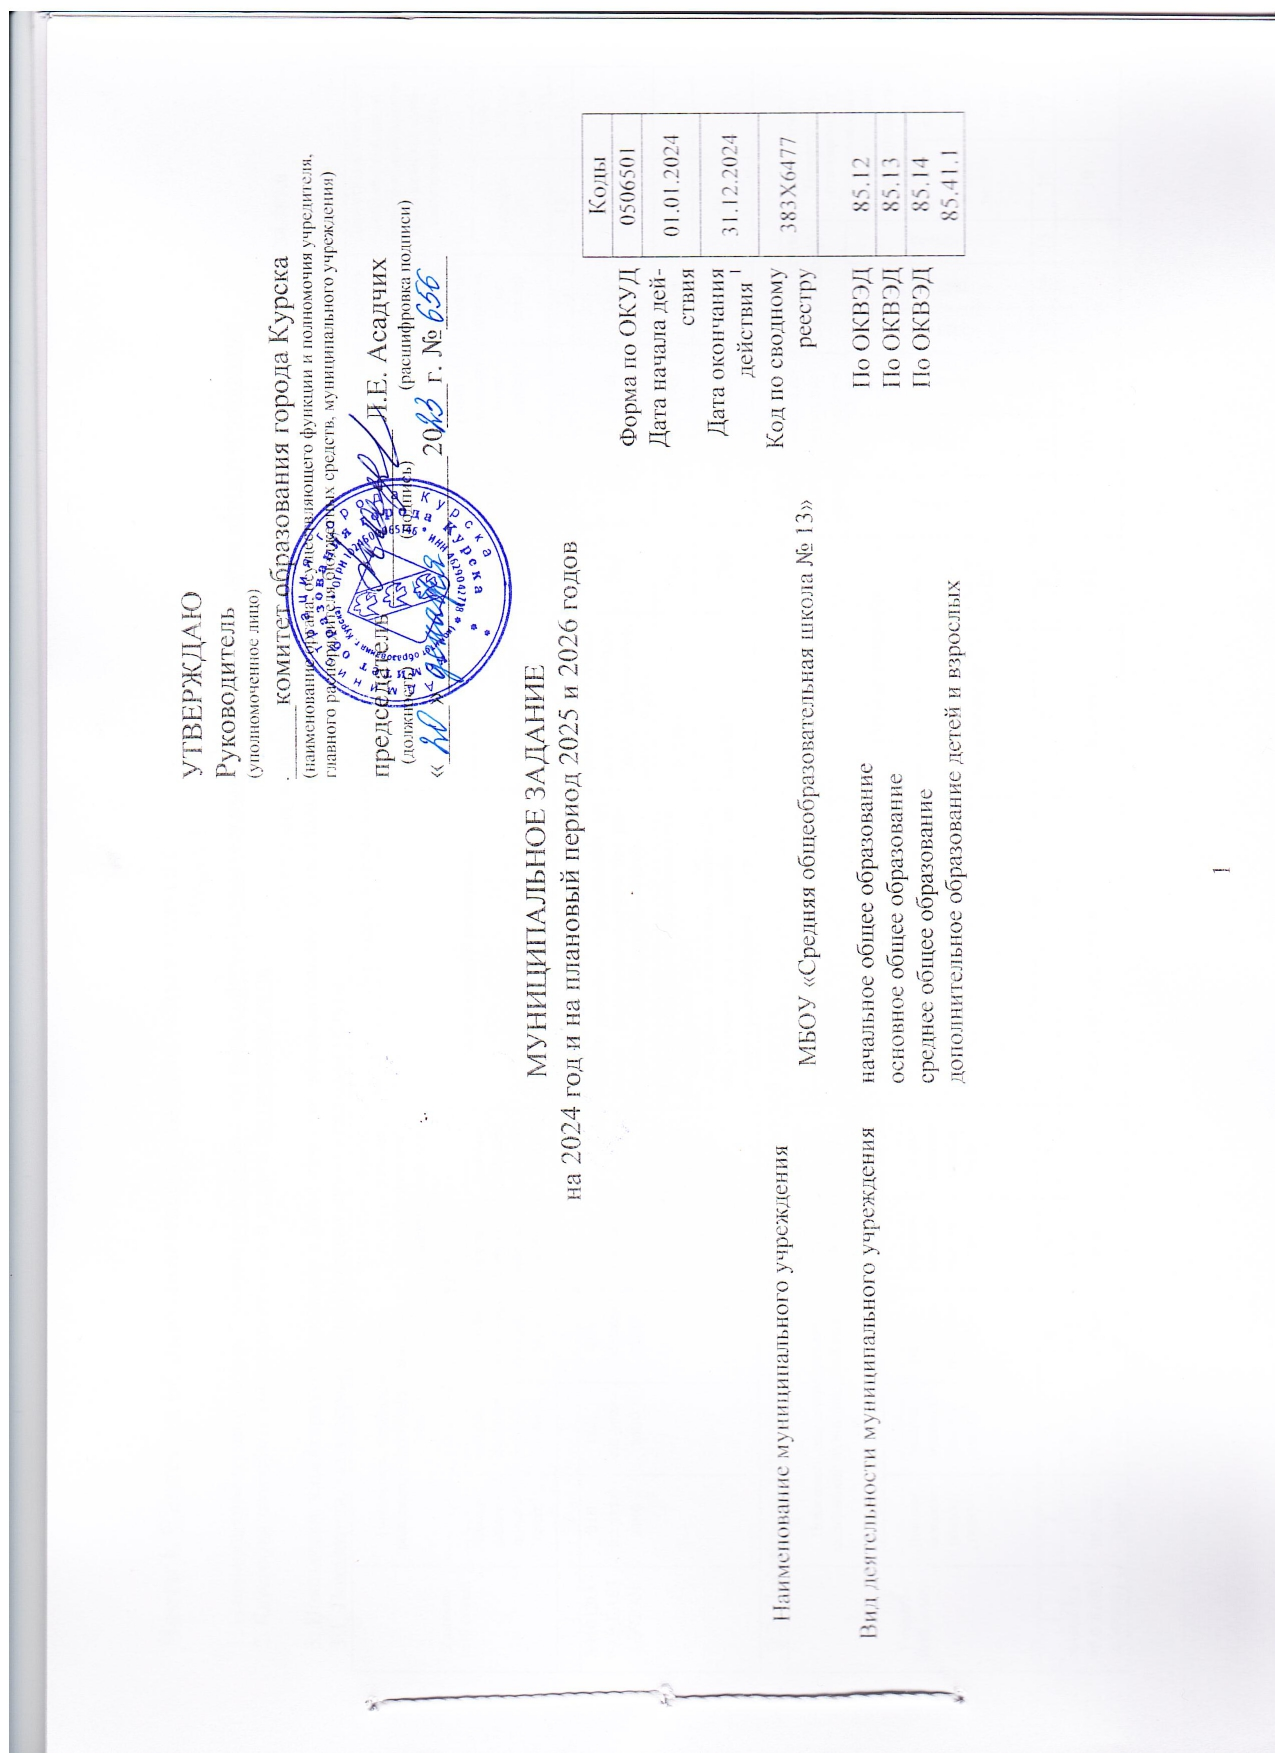 УТВЕРЖДАЮ
Руководитель
(уполномоченное лицо)
комитет образования города Курска
(наименование органа, осуществляющего функции и полномочия учредителя,
главного распорядителя бюджетных средств, муниципального учреждения)
председатель И.Е. Асадчих
(должность) (подпись) (расшифровка подписи)
«20» декабря 2023 г. № 656
МУНИЦИПАЛЬНОЕ ЗАДАНИЕ
на 2024 год и на плановый период 2025 и 2026 годов
Коды
Форма по ОКУД 0506501
Дата начала дей-
ствия 01.01.2024
Дата окончания
действия 31.12.2024
Код по сводному
реестру 383Х6477
Наименование муниципального учреждения
МБОУ «Средняя общеобразовательная школа № 13»
Вид деятельности муниципального учреждения начальное общее образование По ОКВЭД 85.12
основное общее образование По ОКВЭД 85.13
среднее общее образование По ОКВЭД 85.14
дополнительное образование детей и взрослых 85.41.1
1